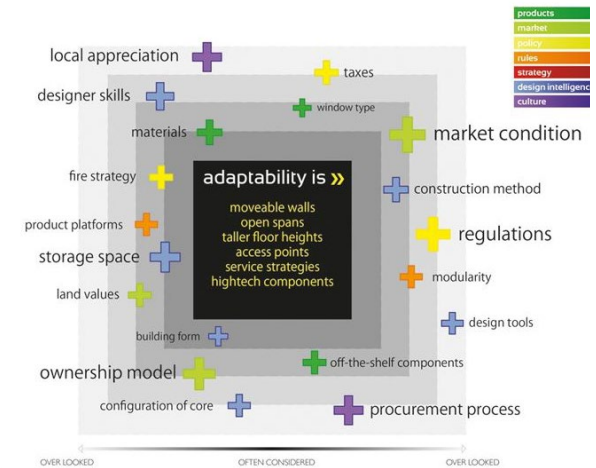 products
market
policy
rules
strategy
design intelligence
culture
local appreciation
taxes
designer skills
window type
materials
market condition
fire strategy
adaptability is »
construction method
moveable walls
open spans
taller floor heights
access points
service strategies
hightech components
product platforms
regulations
storage space
modularity
land values
design tools
building form
off-the-shelf components
ownership model
configuration of core
procurement process
OVER LOOKED
OFTEN CONSIDERED
OVER LOOKED